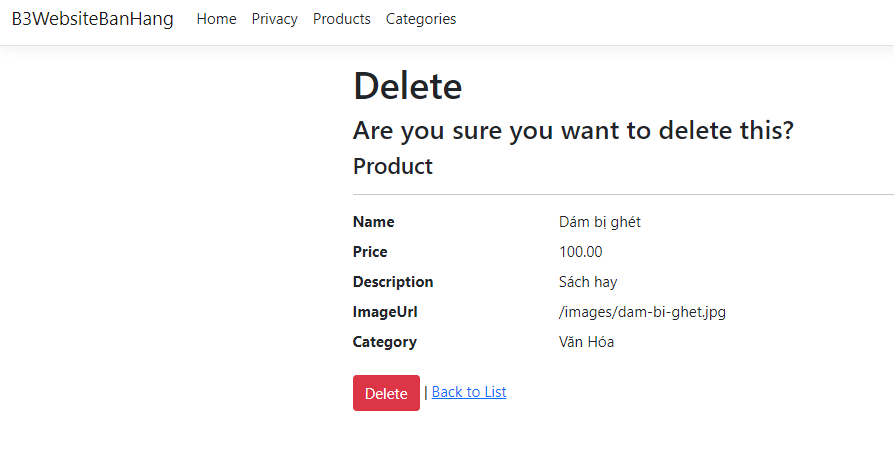 B3WebsiteBanHang Home Privacy Products Categories
Delete
Are you sure you want to delete this?
Product
Name Dám bị ghét
Price 100.00
Description Sách hay
ImageUrl /images/dam-bi-ghet.jpg
Category Văn Hóa
Delete | Back to List